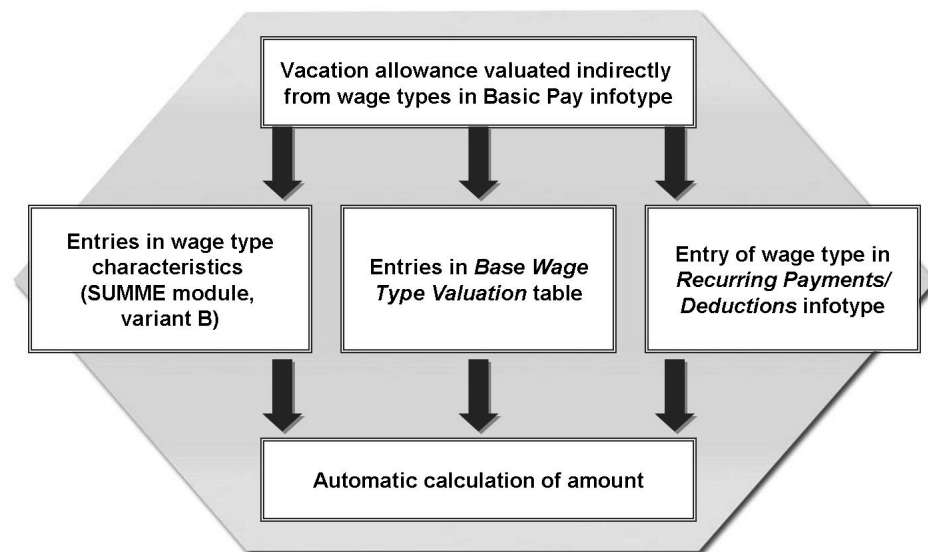 Vacation allowance valuated indirectly
from wage types in Basic Pay infotype
Entries in wage type
characteristics
(SUMME module,
variant B)
Entries in Base Wage
Type Valuation table
Entry of wage type in
Recurring Payments/
Deductions infotype
Automatic calculation of amount